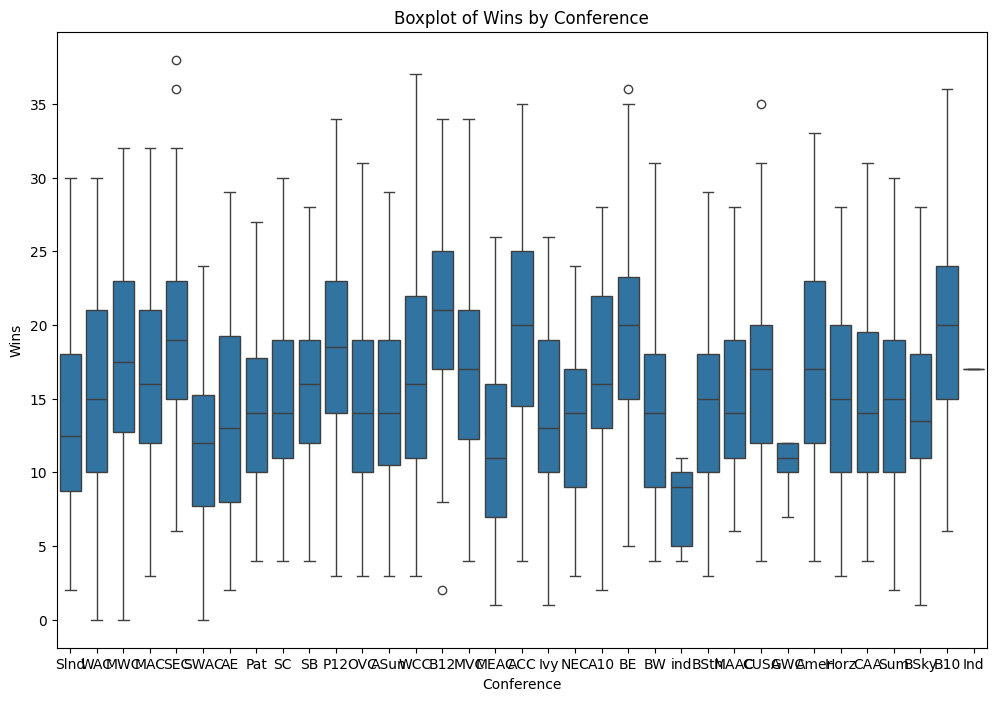 Boxplot of Wins by Conference
Wins
35
30
25
20
15
10
5
0
Slnd WAC MWC MAC SEC SWAC AE Pat SC SB P12 OVC ASun WCC B12 MVC MEAC ACC Ivy NEC A10 BE BW ind BSth MAAC CUSA GWC Amer Horz CAA Sum BSky B10 Ind
Conference